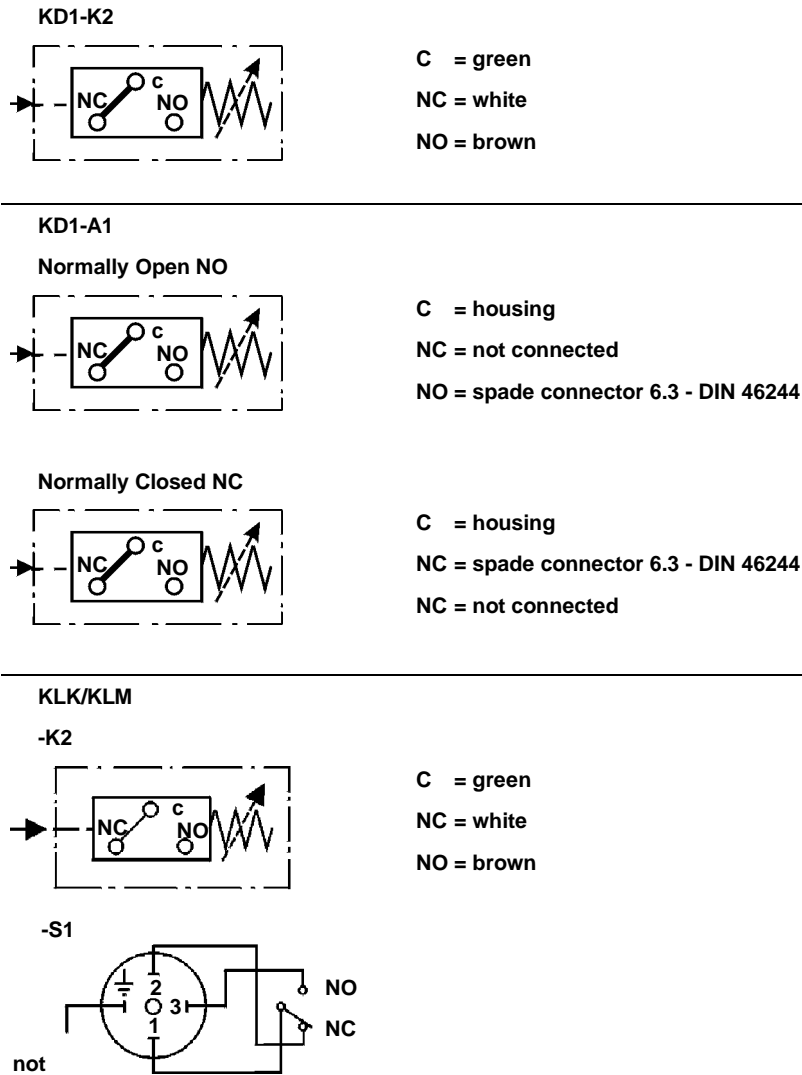 KD1-K2
NC c NO
C = green
NC = white
NO = brown
KD1-A1
Normally Open NO
NC c NO
C = housing
NC = not connected
NO = spade connector 6.3 - DIN 46244
Normally Closed NC
NC c NO
C = housing
NC = spade connector 6.3 - DIN 46244
NC = not connected
KLK/KLM
-K2
NC c NO
C = green
NC = white
NO = brown
-S1
2
3
1
NO
NC
not